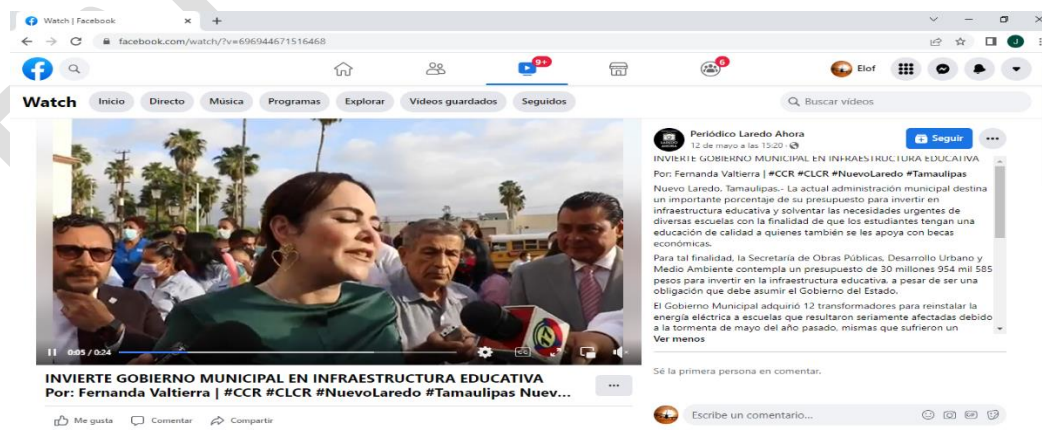 Watch | Facebook
facebook.com/watch/?v=696944671516468
9+
6
Elof
J
Watch
Inicio
Directo
Música
Programas
Explorar
Vídeos guardados
Seguidos
Buscar vídeos
0:05 / 0:24
INVIERTE GOBIERNO MUNICIPAL EN INFRAESTRUCTURA EDUCATIVA
Por: Fernanda Valtierra | #CCR #CLCR #NuevoLaredo #Tamaulipas Nuev...
Me gusta
Comentar
Compartir
Periódico Laredo Ahora
12 de mayo a las 15:20 ·
Seguir
INVIERTE GOBIERNO MUNICIPAL EN INFRAESTRUCTURA EDUCATIVA
Por: Fernanda Valtierra | #CCR #CLCR #NuevoLaredo #Tamaulipas
Nuevo Laredo, Tamaulipas.- La actual administración municipal destina
un importante porcentaje de su presupuesto para invertir en
infraestructura educativa y solventar las necesidades urgentes de
diversas escuelas con la finalidad de que los estudiantes tengan una
educación de calidad a quienes también se les apoya con becas
económicas.
Para tal finalidad, la Secretaría de Obras Públicas, Desarrollo Urbano y
Medio Ambiente contempla un presupuesto de 30 millones 954 mil 585
pesos para invertir en la infraestructura educativa, a pesar de ser una
obligación que debe asumir el Gobierno del Estado.
El Gobierno Municipal adquirió 12 transformadores para reinstalar la
energía eléctrica a escuelas que resultaron seriamente afectadas debido
a la tormenta de mayo del año pasado, mismas que sufrieron un
Ver menos
Sé la primera persona en comentar.
Escribe un comentario...